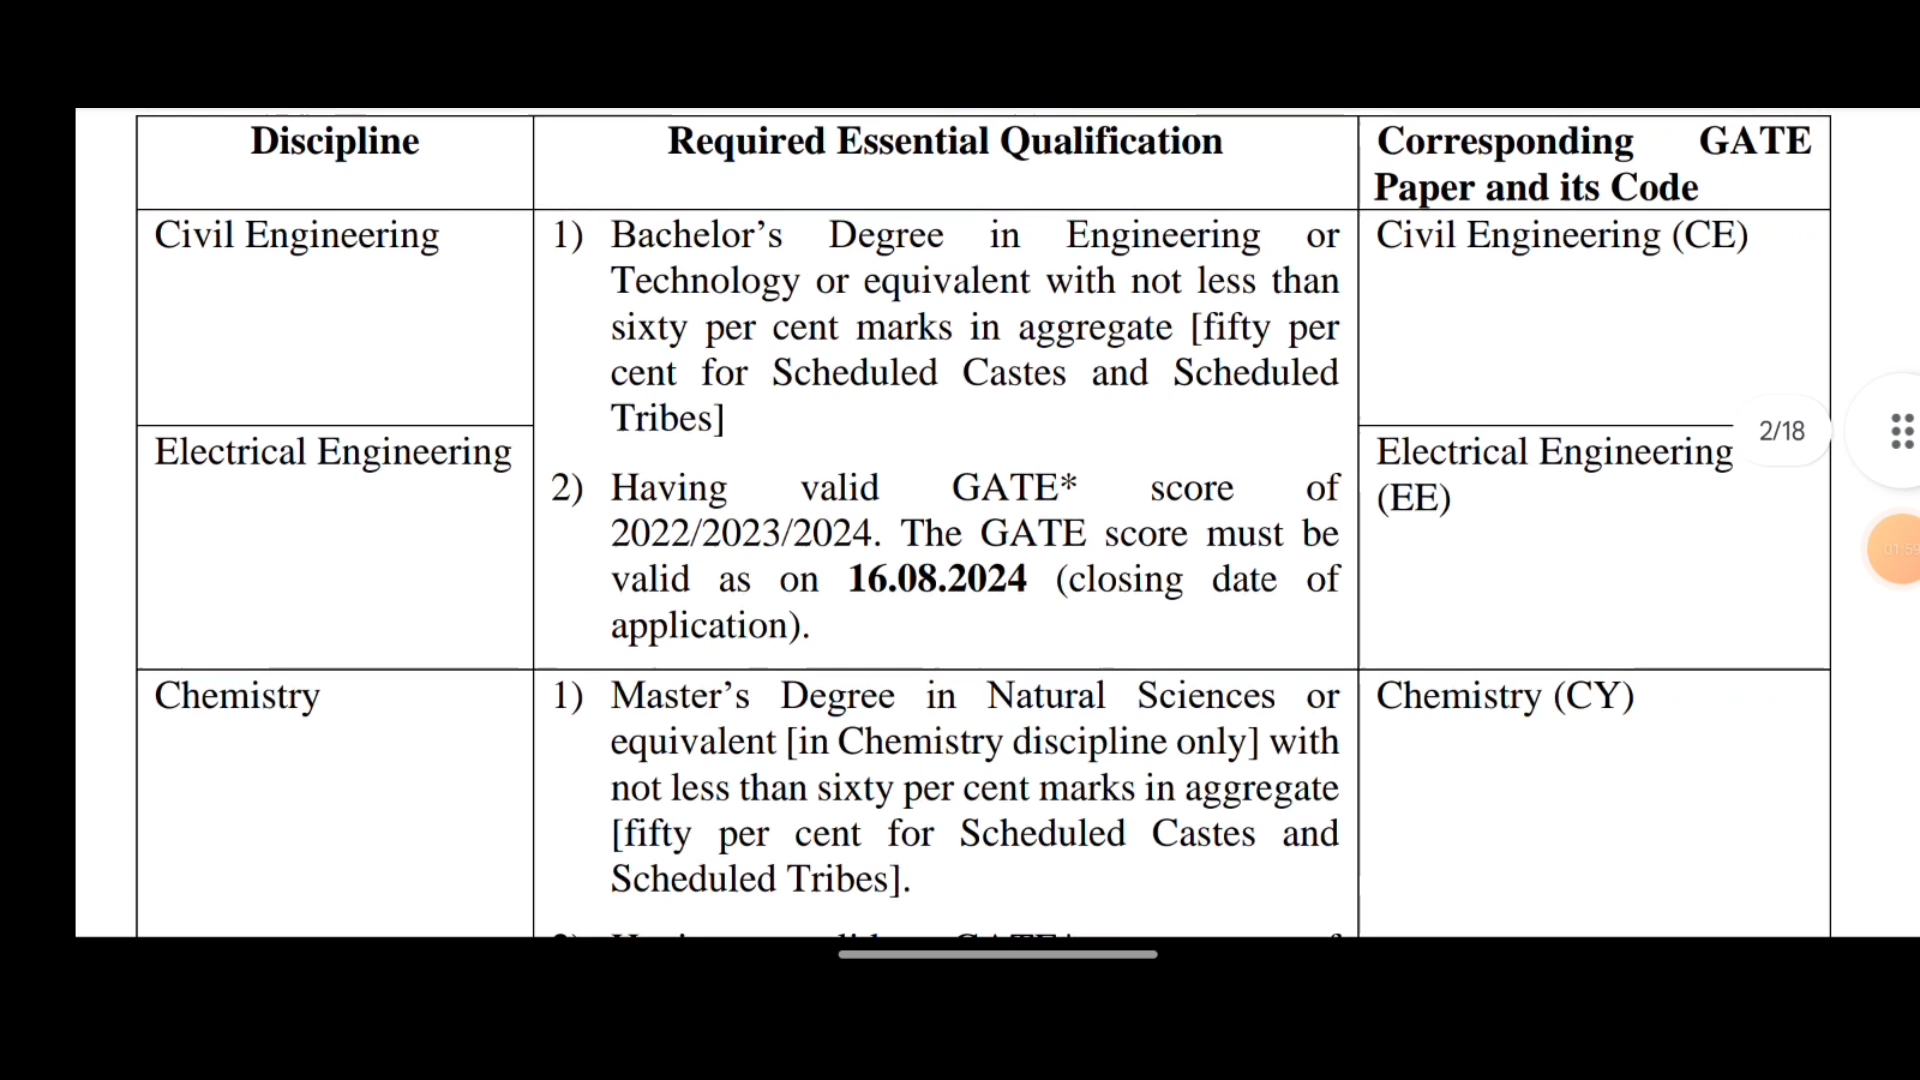 Discipline
Required Essential Qualification
Corresponding GATE
Paper and its Code
Civil Engineering
1) Bachelor’s Degree in Engineering or
Technology or equivalent with not less than
sixty per cent marks in aggregate [fifty per
cent for Scheduled Castes and Scheduled
Tribes]
Civil Engineering (CE)
Electrical Engineering
2) Having valid GATE* score of
2022/2023/2024. The GATE score must be
valid as on 16.08.2024 (closing date of
application).
Electrical Engineering
(EE)
2/18
01:59
Chemistry
1) Master’s Degree in Natural Sciences or
equivalent [in Chemistry discipline only] with
not less than sixty per cent marks in aggregate
[fifty per cent for Scheduled Castes and
Scheduled Tribes].
Chemistry (CY)